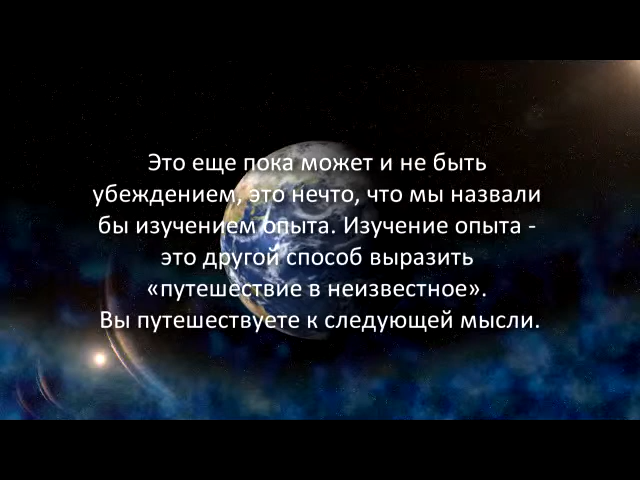 Это еще пока может и не быть
убеждением, это нечто, что мы назвали
бы изучением опыта. Изучение опыта -
это другой способ выразить
«путешествие в неизвестное».
Вы путешествуете к следующей мысли.